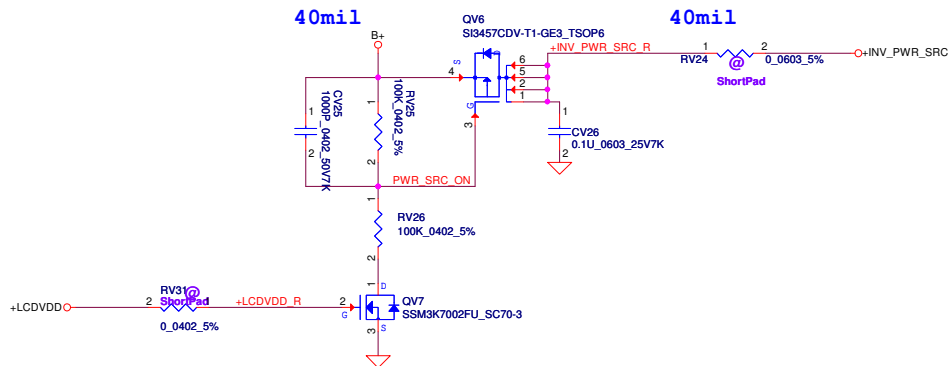 40mil
40mil
QV6
SI3457CDV-T1-GE3_TSOP6
B+
+INV_PWR_SRC_R
1
2
+INV_PWR_SRC
RV24
@
0_0603_5%
ShortPad
S
4
6
5
2
1
G
3
CV25
1000P_0402_50V7K
1
2
RV25
100K_0402_5%
1
2
CV26
0.1U_0603_25V7K
1
2
PWR_SRC_ON
1
RV26
100K_0402_5%
2
1
D
RV31
@
ShortPad
+LCDVDD
2
1
+LCDVDD_R
2
G
QV7
SSM3K7002FU_SC70-3
0_0402_5%
3
S